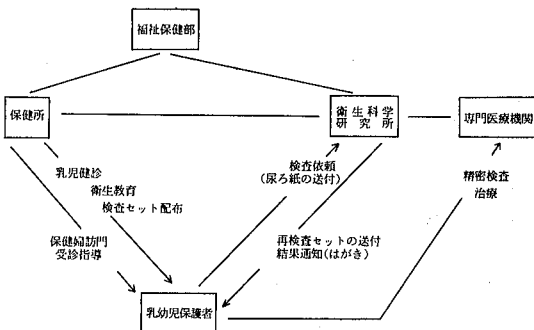 福祉保健部
保健所
衛生科学
研究所
専門医療機関
乳児健診
衛生教育
検査セット配布
検査依頼
(尿ろ紙の送付)
精密検査
治療
保健婦訪問
受診指導
再検査セットの送付
結果通知(はがき)
乳幼児保護者